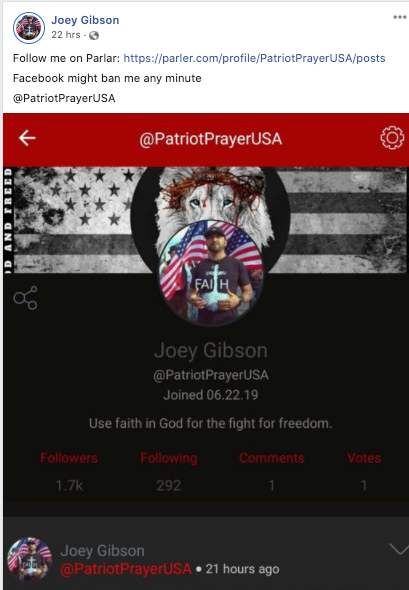 Joey Gibson
22 hrs ·
Follow me on Parlar: https://parler.com/profile/PatriotPrayerUSA/posts
Facebook might ban me any minute
@PatriotPrayerUSA
@PatriotPrayerUSA
D AND FREED
FAITH
Joey Gibson
@PatriotPrayerUSA
Joined 06.22.19
Use faith in God for the fight for freedom.
Followers Following Comments Votes
1.7k 292 1 1
Joey Gibson
@PatriotPrayerUSA • 21 hours ago